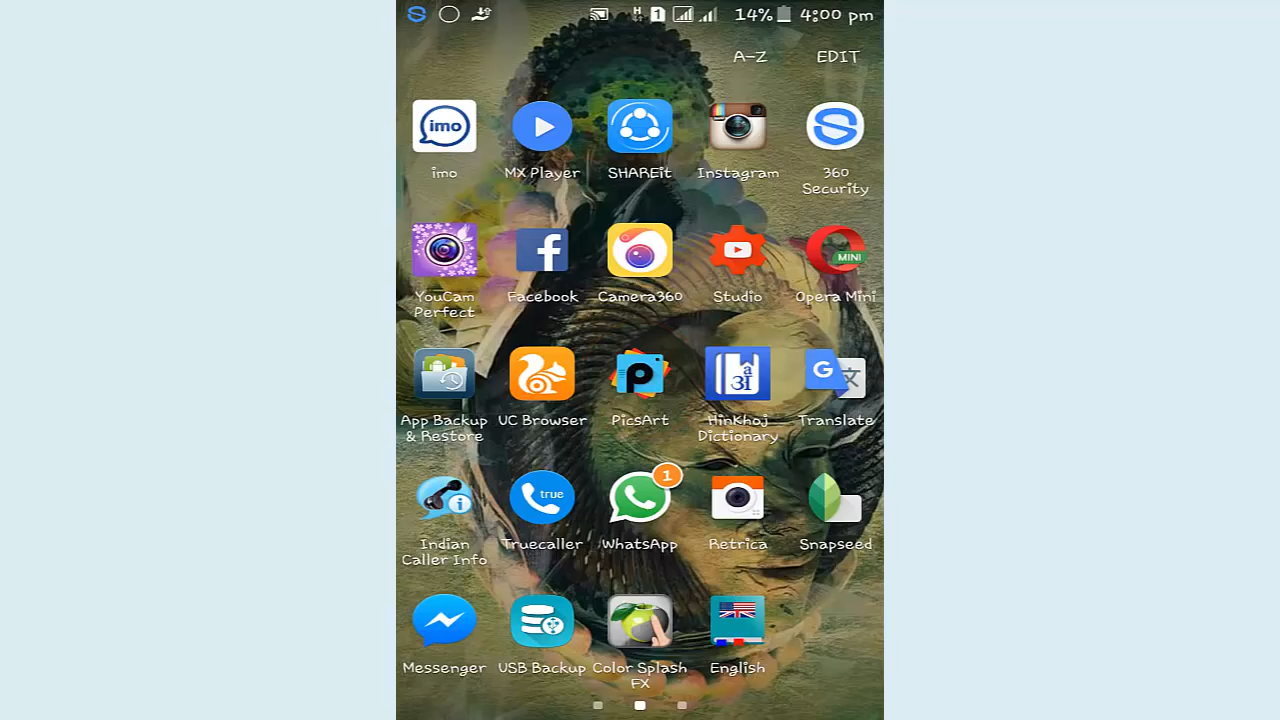 H 1 14% 4:00 pm
A-Z EDIT
imo
MINI
a
अ
G 文
true
1
imo MX Player SHAREit Instagram 360
Security
YouCam Facebook Camera360 Studio Opera Mini
Perfect
App Backup UC Browser PicsArt HinKhoj Translate
& Restore Dictionary
Indian Truecaller WhatsApp Retrica Snapseed
Caller Info
Messenger USB Backup Color Splash English
FX